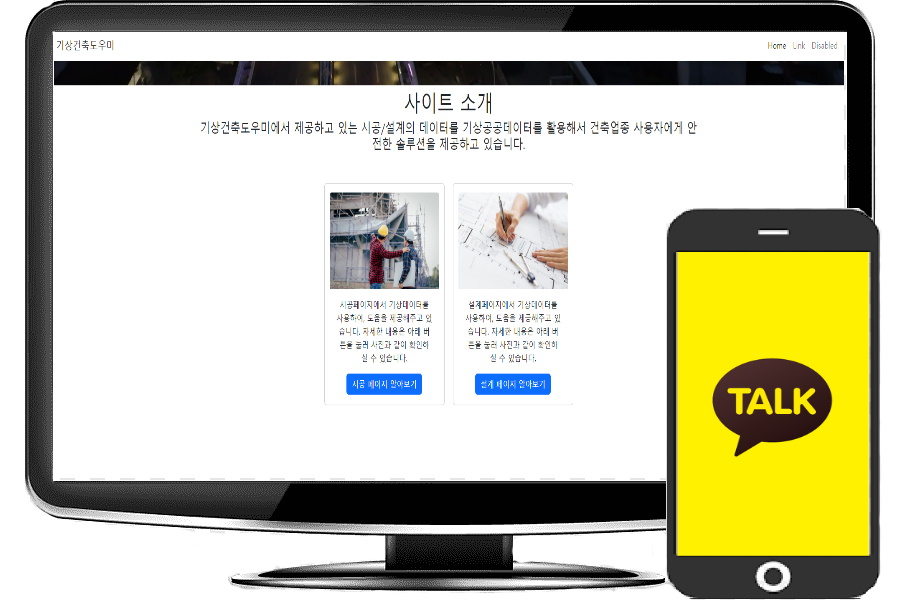 기상건축도우미
Home Link Disabled
사이트 소개
기상건축도우미에서 제공하고 있는 시공/설계의 데이터를 기상공공데이터를 활용해서 건축업종 사용자에게 안
전한 솔루션을 제공하고 있습니다.
시공페이지에서 기상데이터를
사용하여, 도움을 제공해주고 있
습니다. 자세한 내용은 아래 버
튼을 눌러 사진과 같이 확인하
실 수 있습니다.
시공 페이지 알아보기
설계페이지에서 기상데이터를
사용하여, 도움을 제공해주고 있
습니다. 자세한 내용은 아래 버
튼을 눌러 사진과 같이 확인하
실 수 있습니다.
설계 페이지 알아보기
TALK